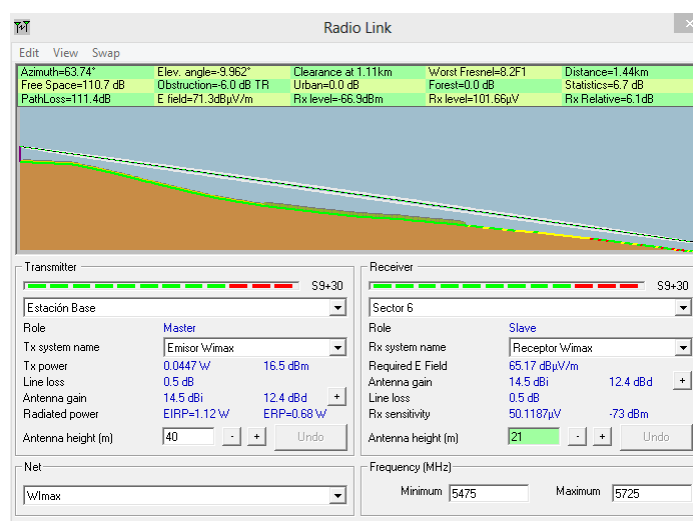 Radio Link
Edit View Swap
Azimuth=63.74° Elev. angle=-9.962° Clearance at 1.11km Worst Fresnel=8.2F1 Distance=1.44km
Free Space=110.7 dB Obstruction=-6.0 dB TR Urban=0.0 dB Forest=0.0 dB Statistics=6.7 dB
PathLoss=111.4dB E field=71.3dBµV/m Rx level=-66.9dBm Rx level=101.66µV Rx Relative=6.1dB
Transmitter
S9+30
Estación Base
Role Master
Tx system name Emisor Wimax
Tx power 0.0447 W 16.5 dBm
Line loss 0.5 dB
Antenna gain 14.5 dBi 12.4 dBd +
Radiated power EIRP=1.12 W ERP=0.68 W
Antenna height (m) 40 - + Undo
Receiver
S9+30
Sector 6
Role Slave
Rx system name Receptor Wimax
Required E Field 65.17 dBµV/m
Antenna gain 14.5 dBi 12.4 dBd +
Line loss 0.5 dB
Rx sensitivity 50.1187µV -73 dBm
Antenna height (m) 21 - + Undo
Net
WImax
Frequency (MHz)
Minimum 5475 Maximum 5725